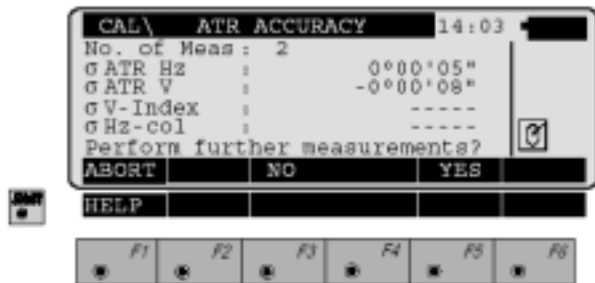 CAL\ ATR ACCURACY 14:03
No. of Meas: 2
σ ATR Hz : 0°00'05"
σ ATR V : -0°00'08"
σ V-Index : -----
σ Hz-col : -----
Perform further measurements?
ABORT NO YES
HELP
F1 F2 F3 F4 F5 F6